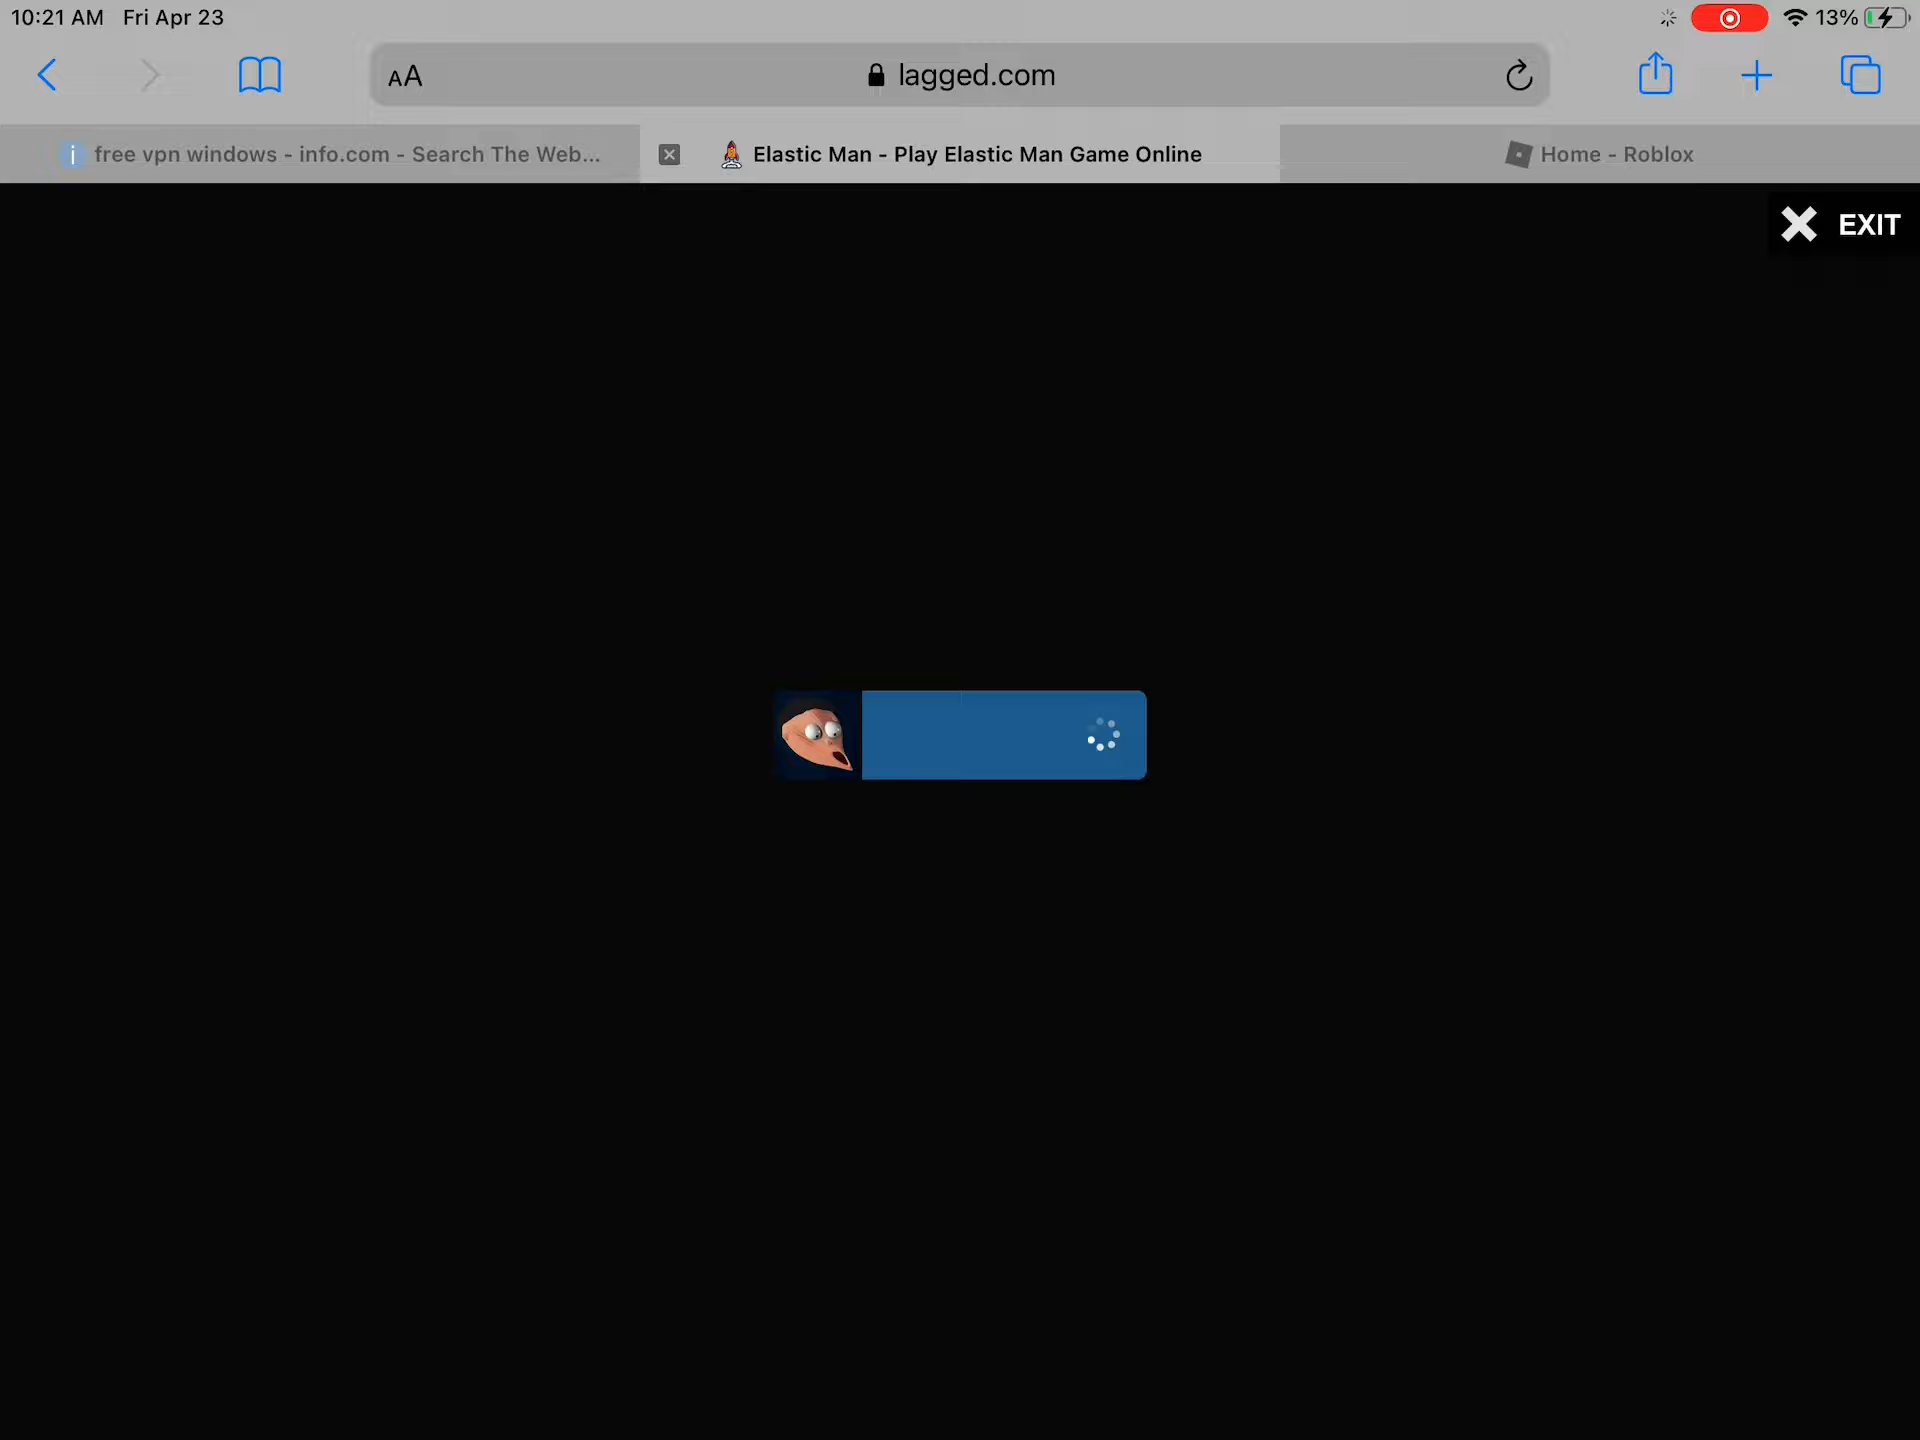 10:21 AM Fri Apr 23
13%
AA
lagged.com
free vpn windows - info.com - Search The Web...
Elastic Man - Play Elastic Man Game Online
Home - Roblox
EXIT